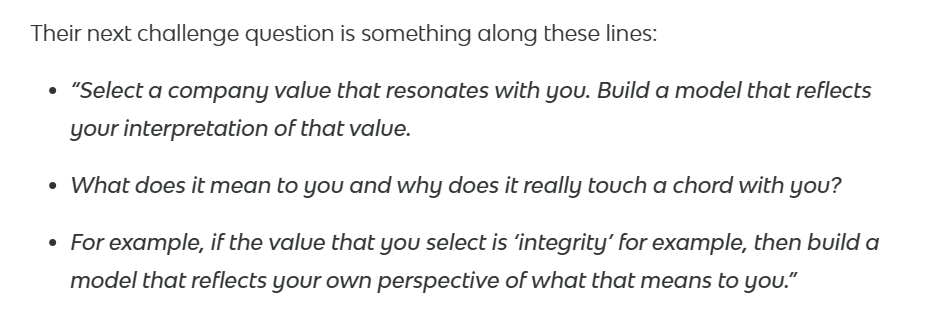 Their next challenge question is something along these lines:
• “Select a company value that resonates with you. Build a model that reflects
your interpretation of that value.
• What does it mean to you and why does it really touch a chord with you?
• For example, if the value that you select is ‘integrity’ for example, then build a
model that reflects your own perspective of what that means to you.”